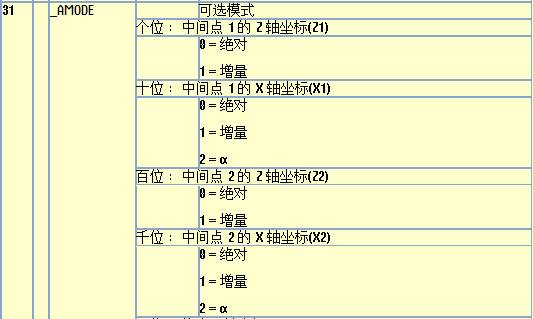 31 _AMODE 可选模式
个位： 中间点 1 的 Z 轴坐标(Z1)
0 = 绝对
1 = 增量
十位： 中间点 1的 X 轴坐标(X1)
0 = 绝对
1 = 增量
2 = α
百位： 中间点 2 的 Z 轴坐标(Z2)
0 = 绝对
1 = 增量
千位： 中间点 2 的 X 轴坐标(X2)
0 = 绝对
1 = 增量
2 = α